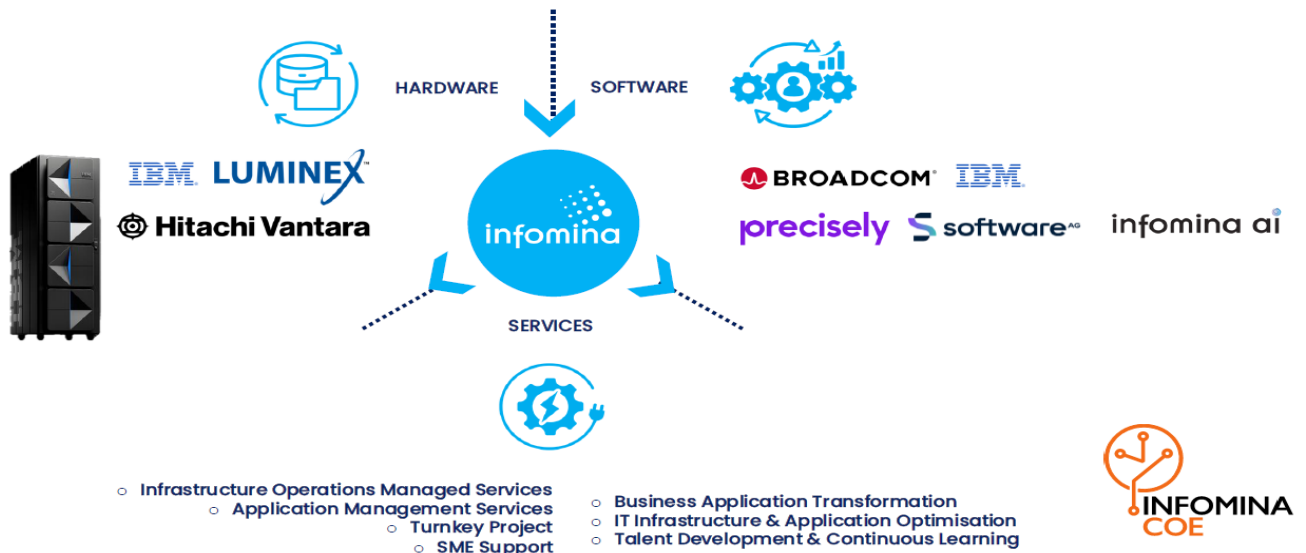 HARDWARE
SOFTWARE
IBM.
LUMINEX™
Hitachi Vantara
infomina
BROADCOM®
IBM.
precisely
software AG
infomina ai
SERVICES
○ Infrastructure Operations Managed Services
○ Application Management Services
○ Turnkey Project
○ SME Support
○ Business Application Transformation
○ IT Infrastructure & Application Optimisation
○ Talent Development & Continuous Learning
INFOMINA
COE